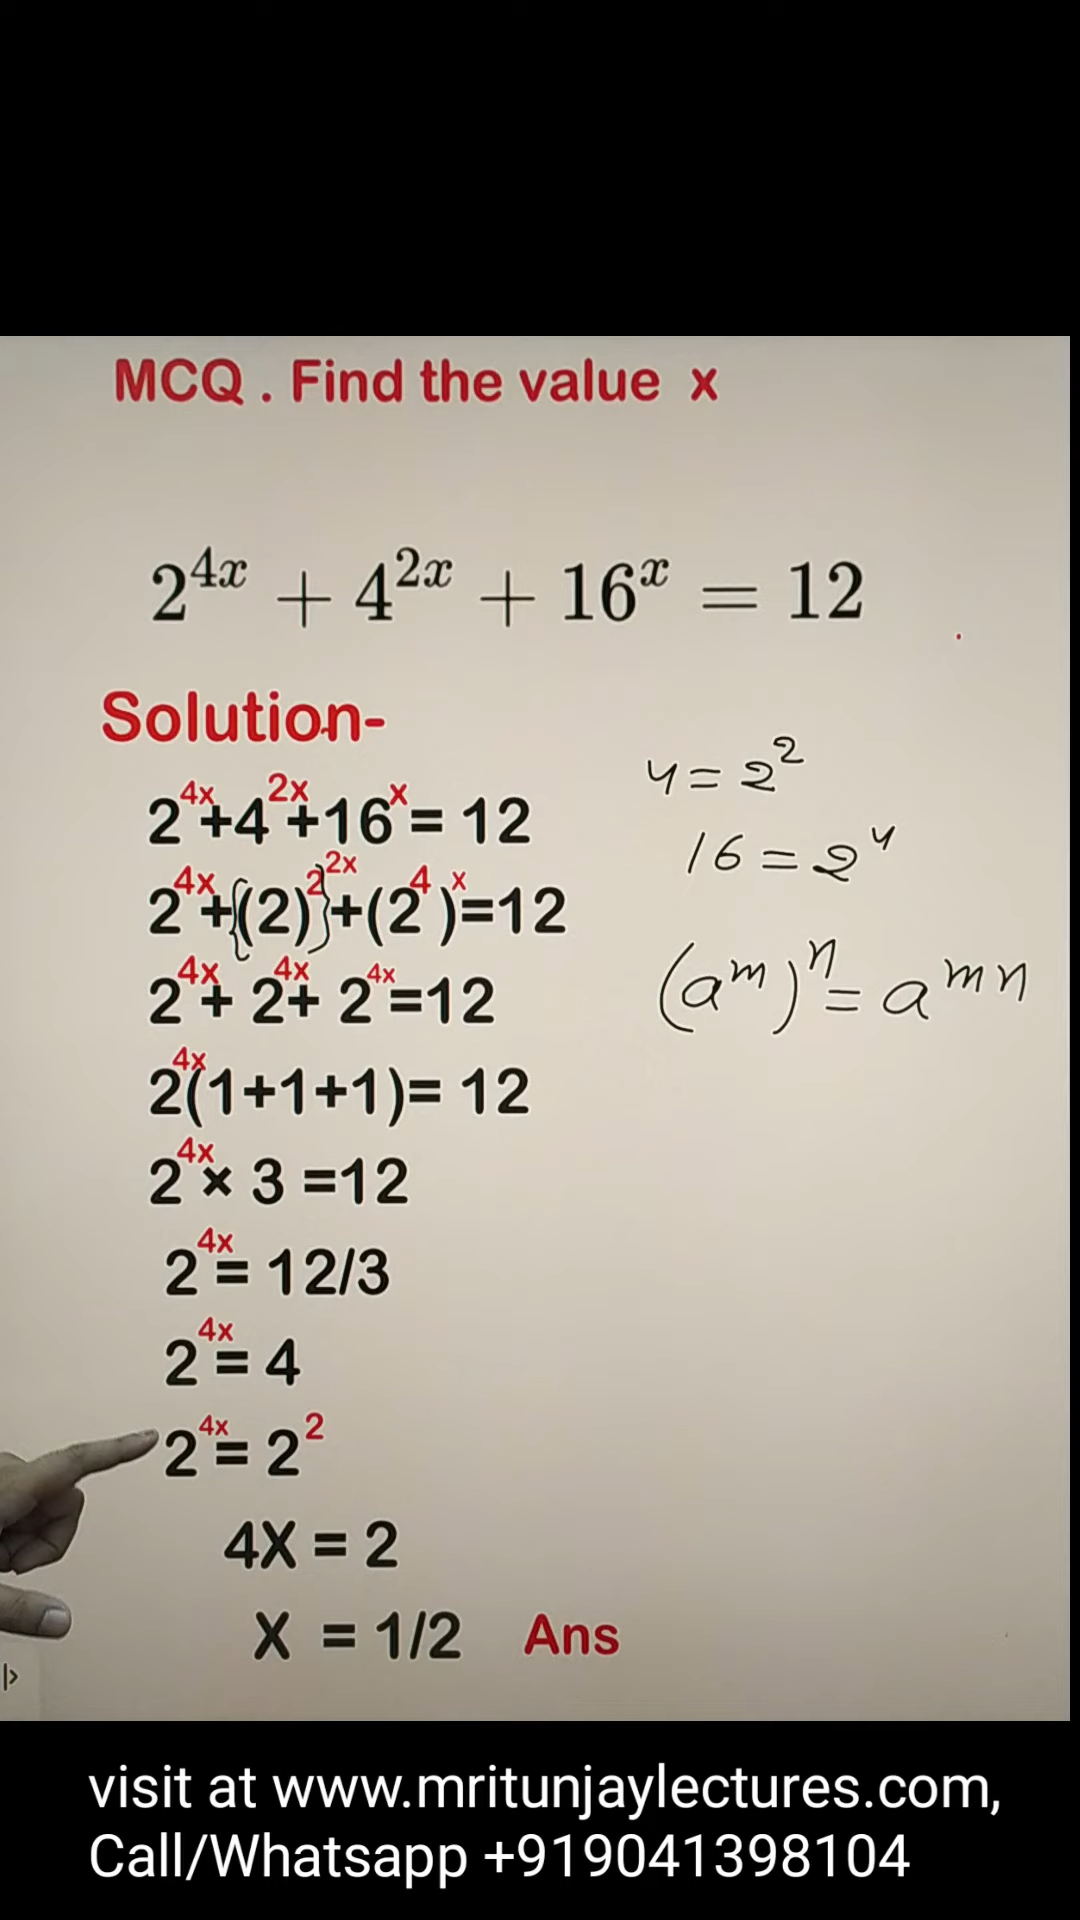 MCQ . Find the value x
2^{4x} + 4^{2x} + 16^x = 12
Solution-
2^{4x}+4^{2x}+16^x= 12
4=2^2
16=2^4
2^{4x}+{(2)^2}^{2x}+(2^4)^x=12
(a^m)^n=a^{mn}
2^{4x}+ 2^{4x}+ 2^{4x}=12
2^{4x}(1+1+1)= 12
2^{4x}× 3 =12
2^{4x}= 12/3
2^{4x}= 4
2^{4x}= 2^2
4X = 2
X = 1/2 Ans
visit at www.mritunjaylectures.com,
Call/Whatsapp +919041398104